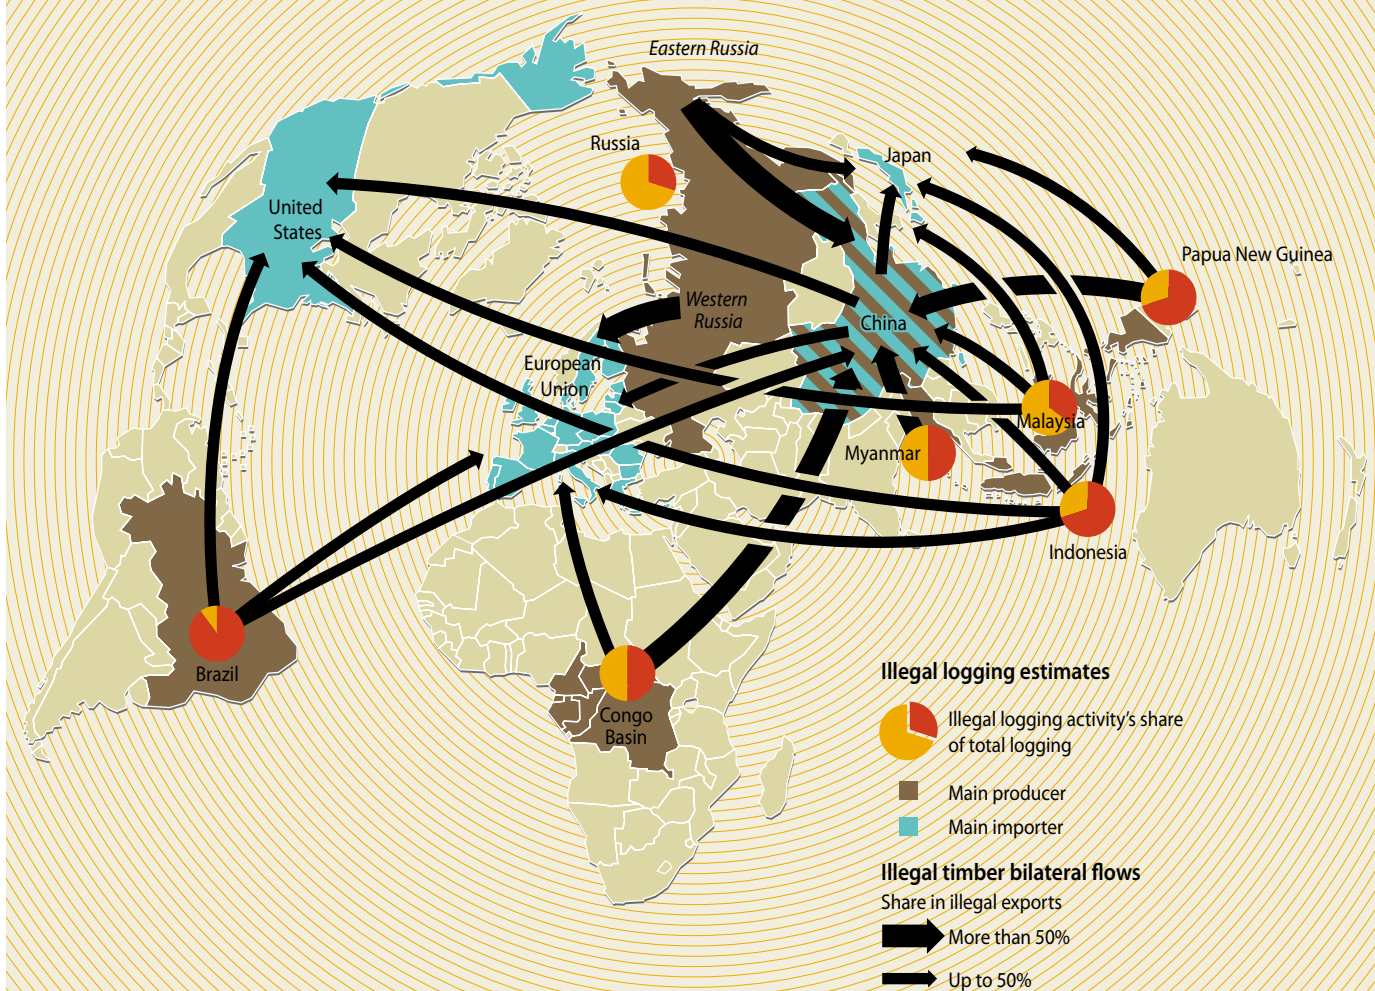 Eastern Russia
Russia
Japan
United
States
Papua New Guinea
Western
Russia
China
European
Union
Malaysia
Myanmar
Indonesia
Brazil
Congo
Basin
Illegal logging estimates
Illegal logging activity's share
of total logging
Main producer
Main importer
Illegal timber bilateral flows
Share in illegal exports
More than 50%
Up to 50%